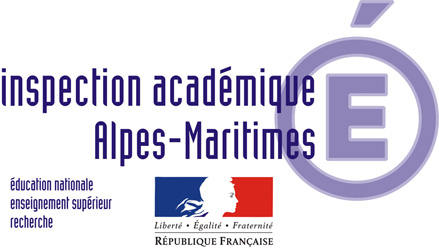 inspection académique
Alpes-Maritimes
É
éducation nationale
enseignement supérieur
recherche
Liberté • Égalité • Fraternité
RÉPUBLIQUE FRANÇAISE